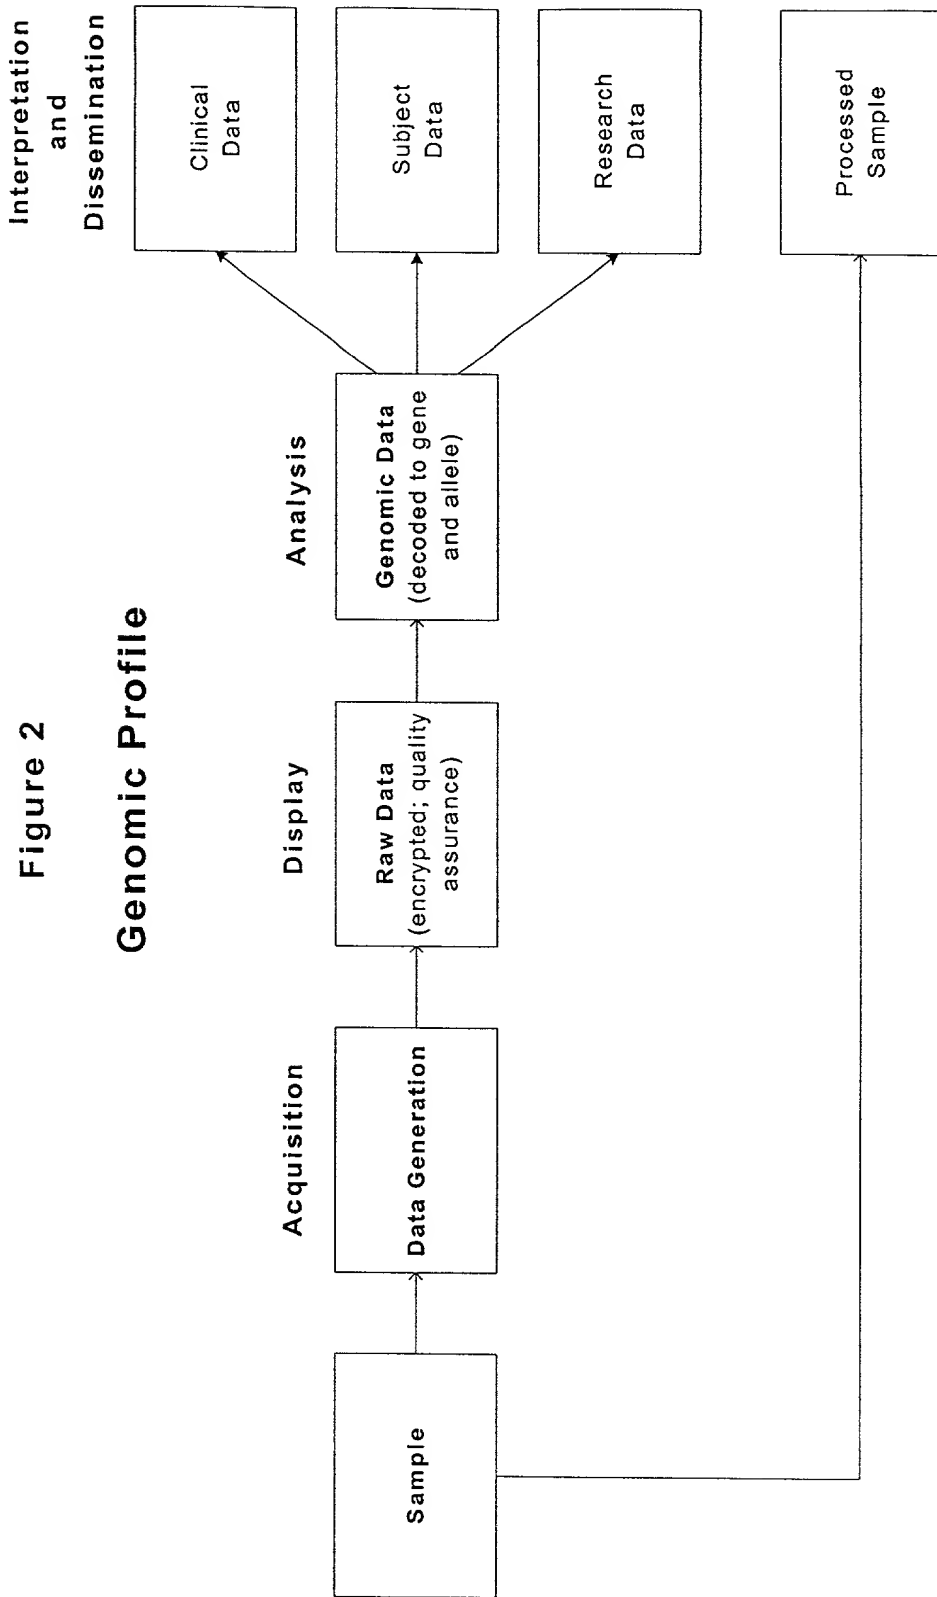 Figure 2
Genomic Profile
Acquisition
Display
Analysis
Interpretation
and
Dissemination
Sample
Data Generation
Raw Data
(encrypted; quality
assurance)
Genomic Data
(decoded to gene
and allele)
Clinical
Data
Subject
Data
Research
Data
Processed
Sample